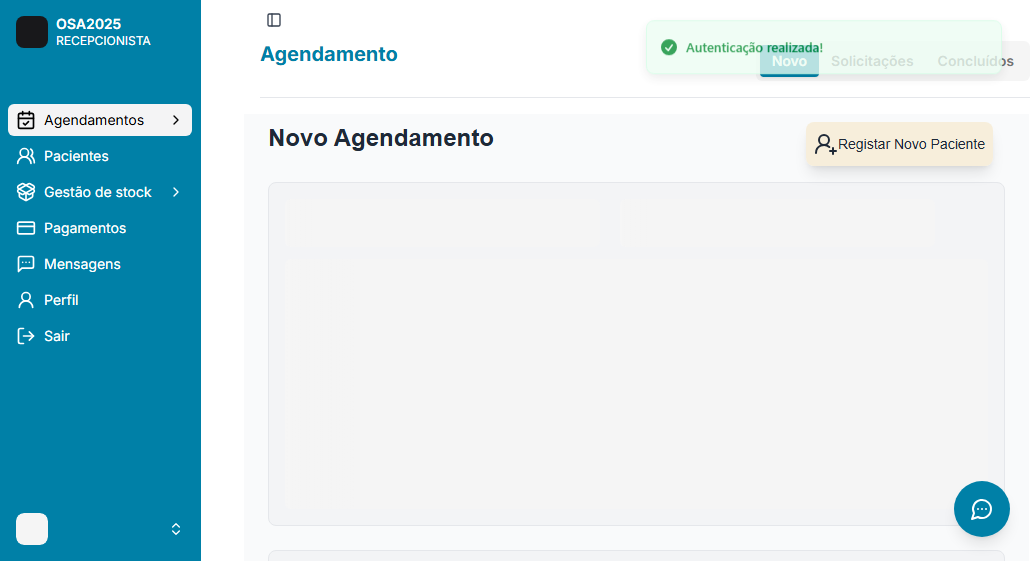 OSA2025
RECEPCIONISTA
Agendamentos
Pacientes
Gestão de stock
Pagamentos
Mensagens
Perfil
Sair
Agendamento
Autenticação realizada!
Novo
Solicitações
Concluídos
Novo Agendamento
Registar Novo Paciente